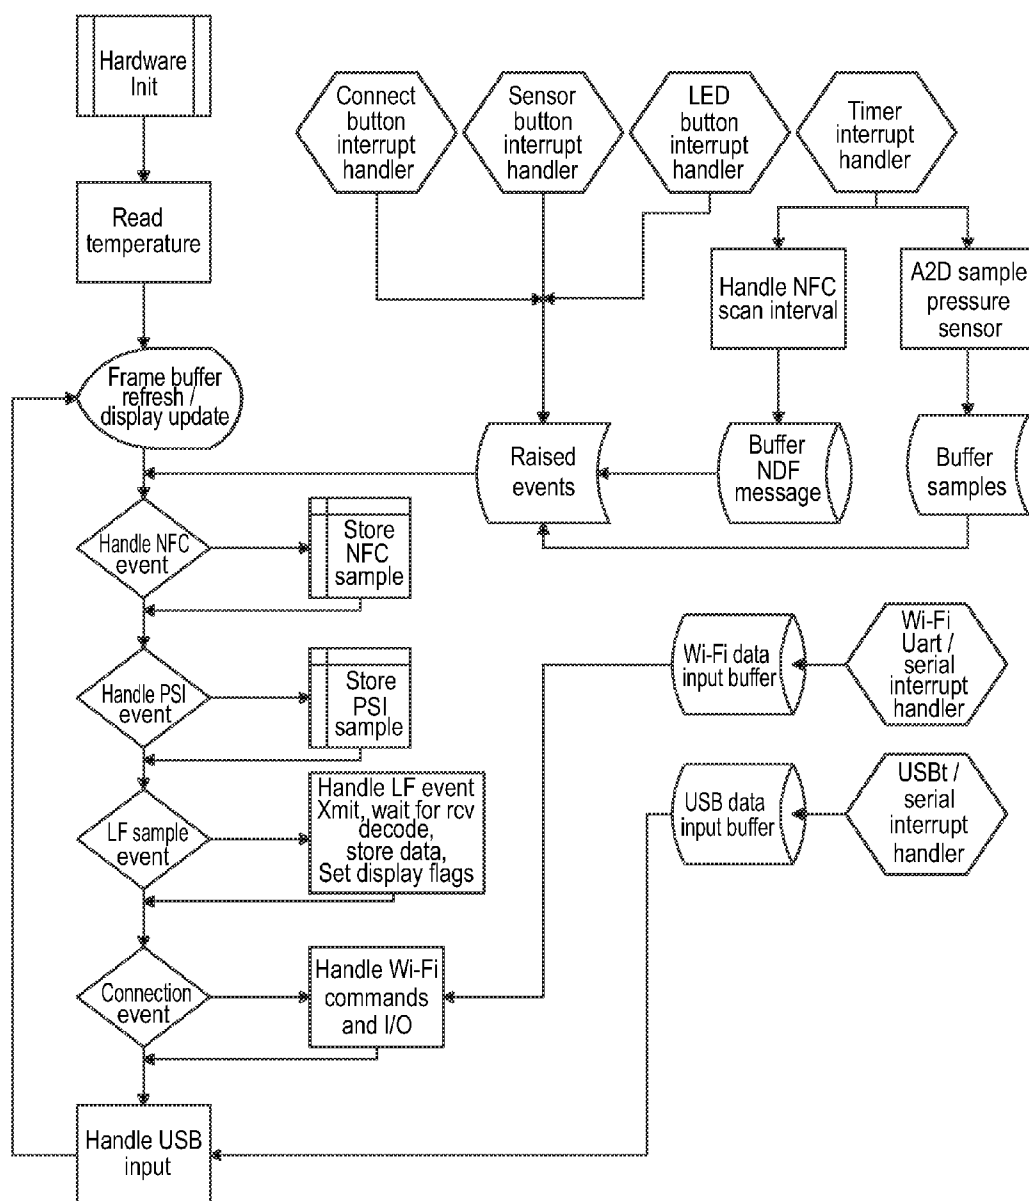 Hardware
Init
Connect
button
interrupt
handler
Sensor
button
interrupt
handler
LED
button
interrupt
handler
Timer
interrupt
handler
Read
temperature
Handle NFC
scan interval
A2D sample
pressure
sensor
Frame buffer
refresh /
display update
Raised
events
Buffer
NDF
message
Buffer
samples
Handle NFC
event
Store
NFC
sample
Handle PSI
event
Store
PSI
sample
Wi-Fi data
input buffer
Wi-Fi
Uart /
serial
interrupt
handler
USB data
input buffer
USBt /
serial
interrupt
handler
LF sample
event
Handle LF event
Xmit, wait for rcv
decode,
store data,
Set display flags
Connection
event
Handle Wi-Fi
commands
and I/O
Handle USB
input